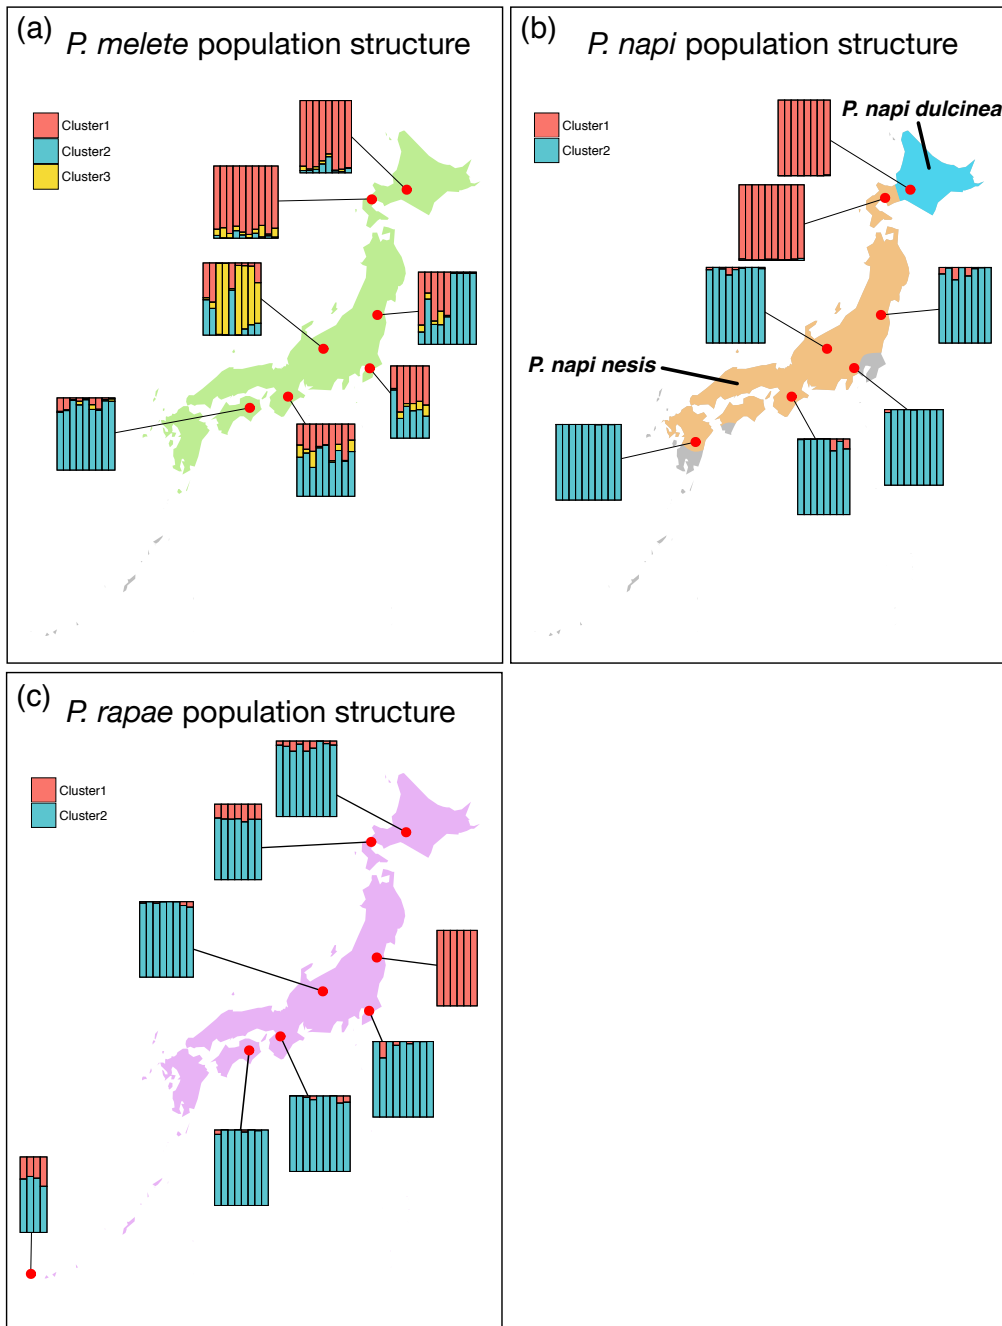 (a)
P. melete population structure
Cluster1
Cluster2
Cluster3
(b)
P. napi population structure
P. napi dulcinea
Cluster1
Cluster2
P. napi nesis
(c)
P. rapae population structure
Cluster1
Cluster2